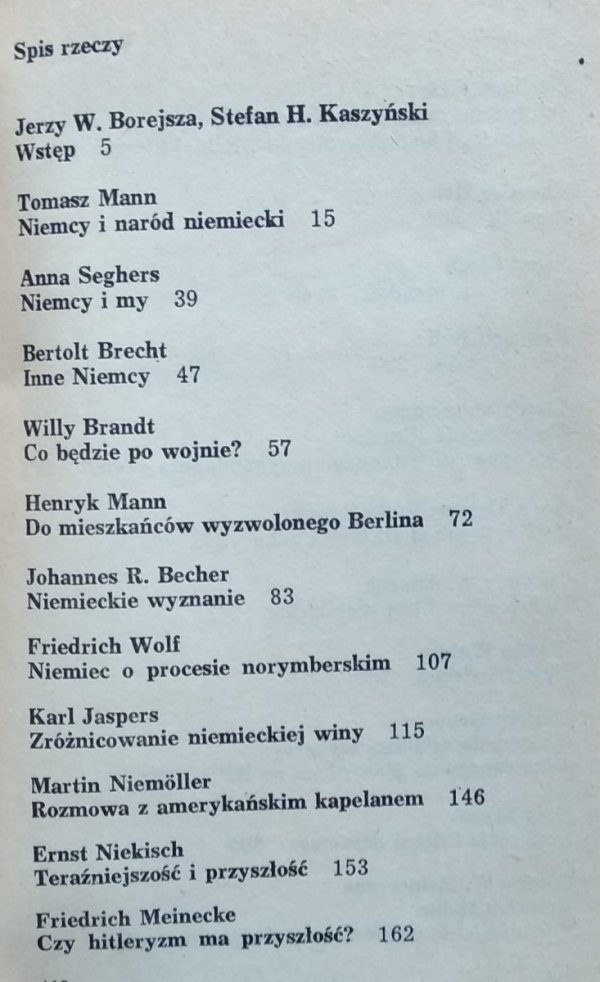 Spis rzeczy
Jerzy W. Borejsza, Stefan H. Kaszyński
Wstęp 5
Tomasz Mann
Niemcy i naród niemiecki 15
Anna Seghers
Niemcy i my 39
Bertolt Brecht
Inne Niemcy 47
Willy Brandt
Co będzie po wojnie? 57
Henryk Mann
Do mieszkańców wyzwolonego Berlina 72
Johannes R. Becher
Niemieckie wyznanie 83
Friedrich Wolf
Niemiec o procesie norymberskim 107
Karl Jaspers
Zróżnicowanie niemieckiej winy 115
Martin Niemöller
Rozmowa z amerykańskim kapelanem 146
Ernst Niekisch
Teraźniejszość i przyszłość 153
Friedrich Meinecke
Czy hitleryzm ma przyszłość? 162